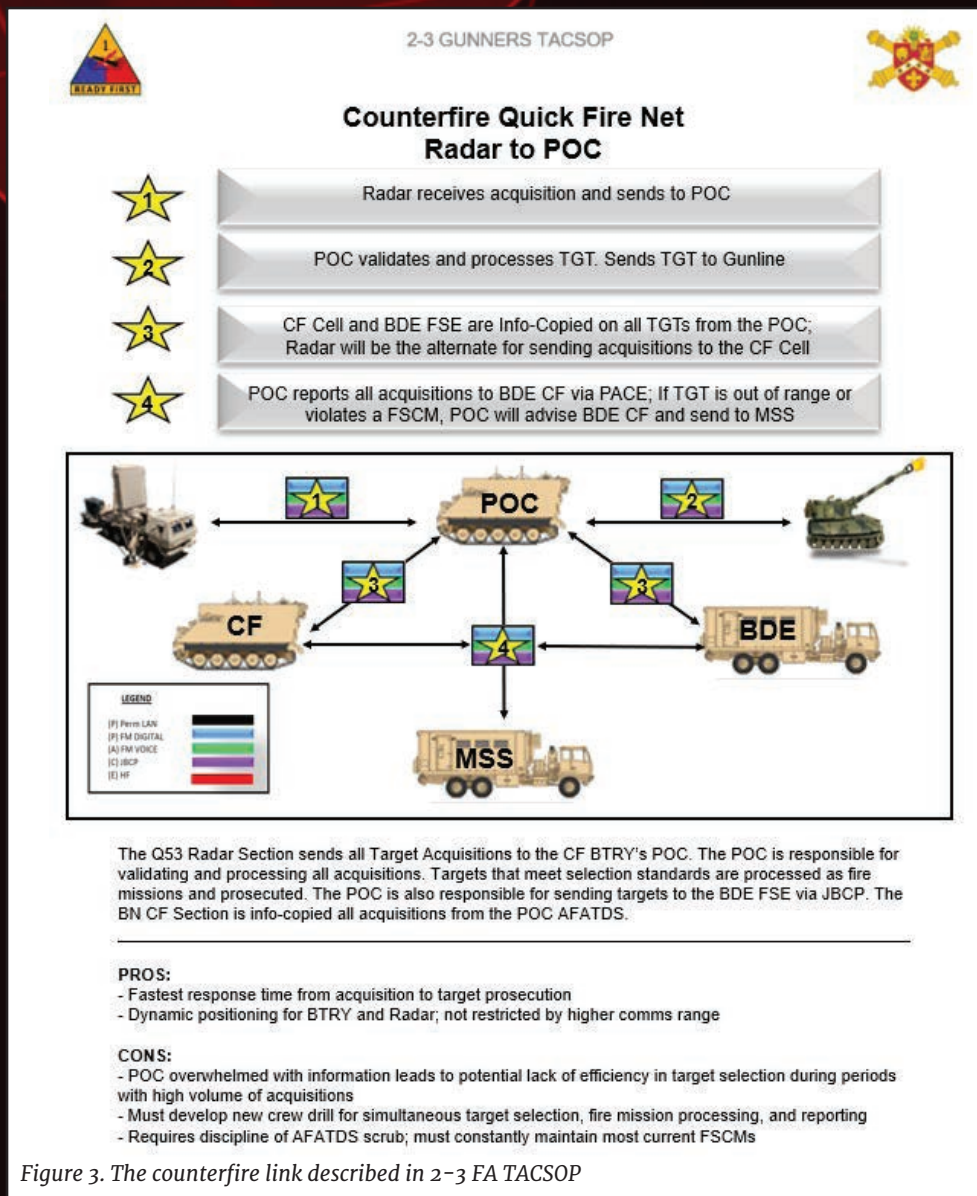 2-3 GUNNERS TACSOP
1
READY FIRST
Counterfire Quick Fire Net
Radar to POC
1
Radar receives acquisition and sends to POC
2
POC validates and processes TGT. Sends TGT to Gunline
3
CF Cell and BDE FSE are Info-Copied on all TGTs from the POC;
Radar will be the alternate for sending acquisitions to the CF Cell
4
POC reports all acquisitions to BDE CF via PACE; If TGT is out of range or
violates a FSCM, POC will advise BDE CF and send to MSS
1
POC
2
3
3
CF
4
BDE
MSS
LEGEND
(P) Perm LAN
(P) FM DIGITAL
(A) FM VOICE
(C) JBCP
(E) HF
The Q53 Radar Section sends all Target Acquisitions to the CF BTRY's POC. The POC is responsible for
validating and processing all acquisitions. Targets that meet selection standards are processed as fire
missions and prosecuted. The POC is also responsible for sending targets to the BDE FSE via JBCP. The
BN CF Section is info-copied all acquisitions from the POC AFATDS.
PROS:
- Fastest response time from acquisition to target prosecution
- Dynamic positioning for BTRY and Radar; not restricted by higher comms range
CONS:
- POC overwhelmed with information leads to potential lack of efficiency in target selection during periods
with high volume of acquisitions
- Must develop new crew drill for simultaneous target selection, fire mission processing, and reporting
- Requires discipline of AFATDS scrub; must constantly maintain most current FSCMs
Figure 3. The counterfire link described in 2-3 FA TACSOP